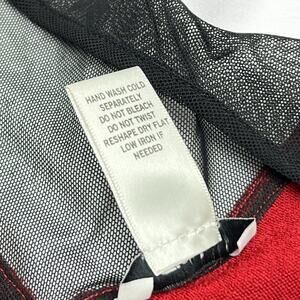 HAND WASH COLD
SEPARATELY
DO NOT BLEACH
DO NOT TWIST
RESHAPE DRY FLAT
LOW IRON IF
NEEDED